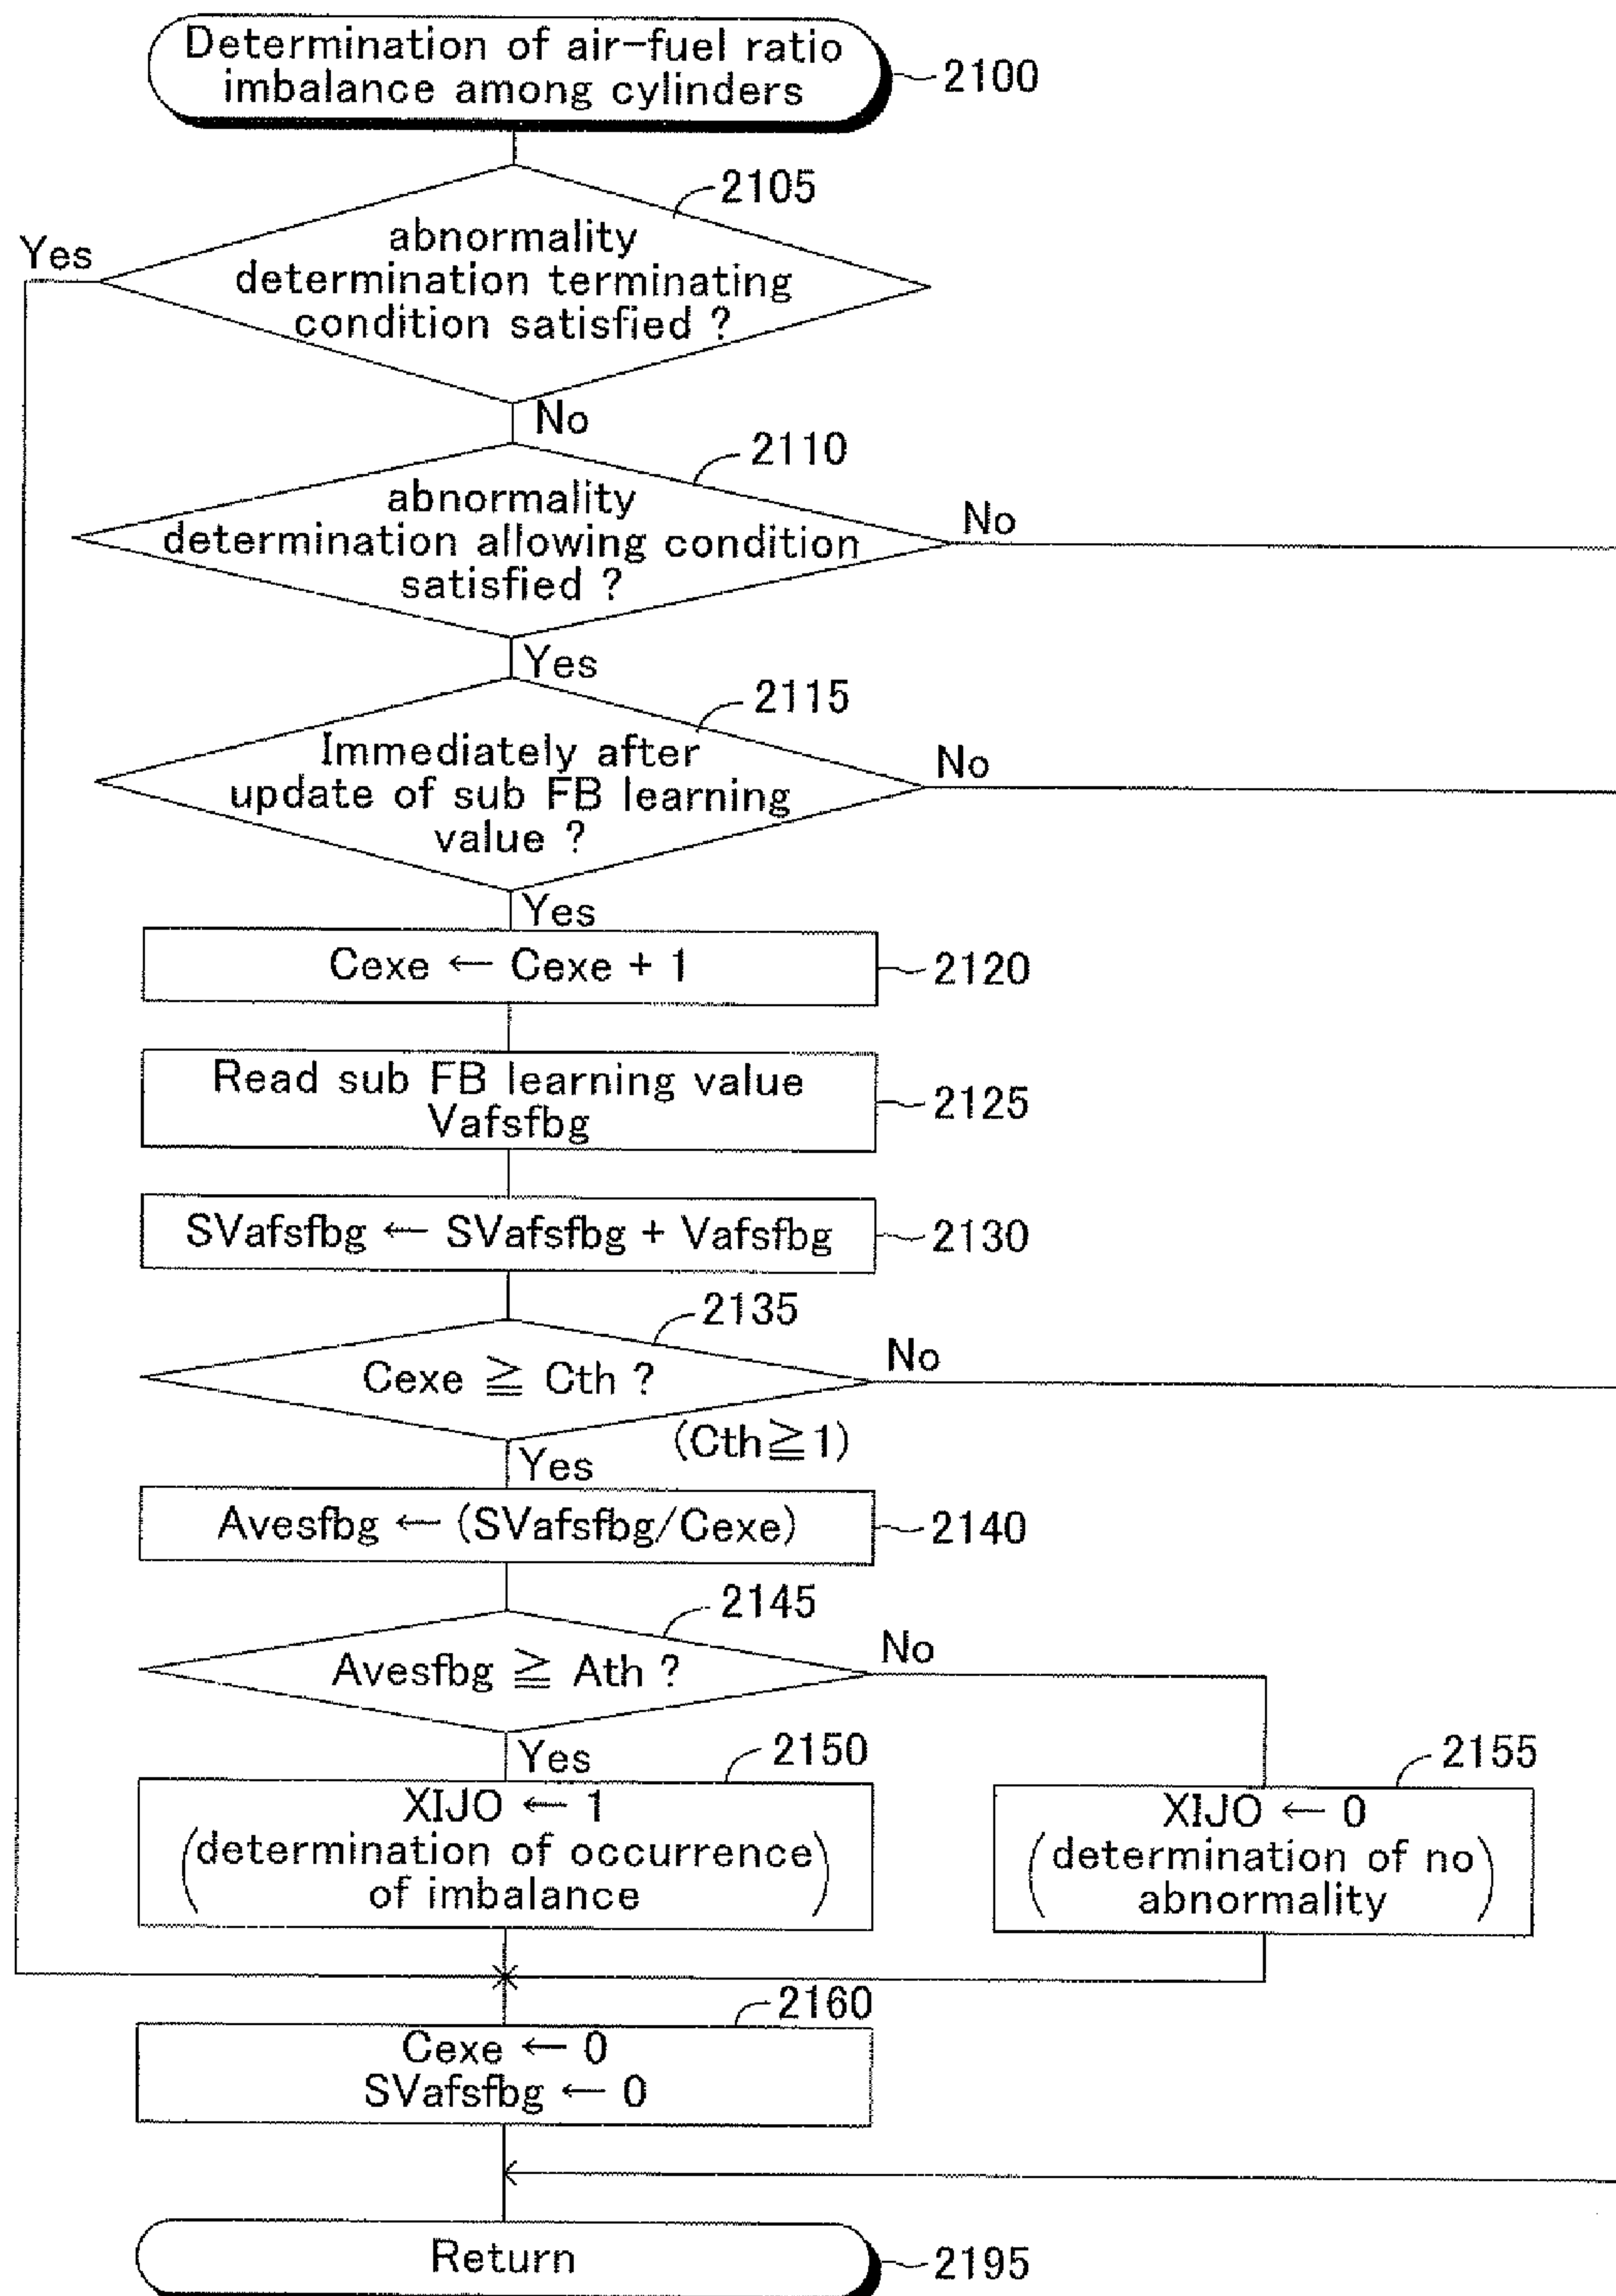 Determination of air-fuel ratio
imbalance among cylinders
2100
2105
Yes
abnormality
determination terminating
condition satisfied ?
No
2110
abnormality
determination allowing condition
satisfied ?
No
Yes
2115
Immediately after
update of sub FB learning
value ?
No
Yes
Cexe ← Cexe + 1
2120
Read sub FB learning value
Vafsfbg
2125
SVafsfbg ← SVafsfbg + Vafsfbg
2130
2135
Cexe ≧ Cth ?
No
(Cth≧1)
Yes
Avesfbg ← (SVafsfbg/Cexe)
2140
2145
Avesfbg ≧ Ath ?
No
Yes
2150
XIJO ← 1
(determination of occurrence
of imbalance)
2155
XIJO ← 0
(determination of no
abnormality)
2160
Cexe ← 0
SVafsfbg ← 0
Return
2195